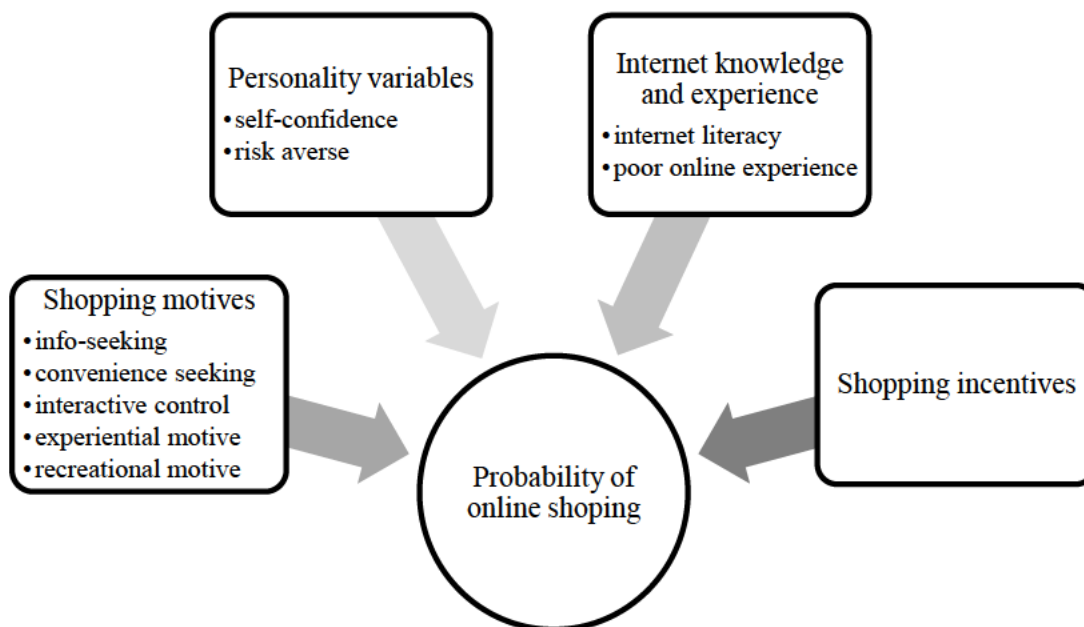 Personality variables
•self-confidence
•risk averse
Internet knowledge
and experience
•internet literacy
•poor online experience
Shopping motives
•info-seeking
•convenience seeking
•interactive control
•experiential motive
•recreational motive
Shopping incentives
Probability of
online shoping